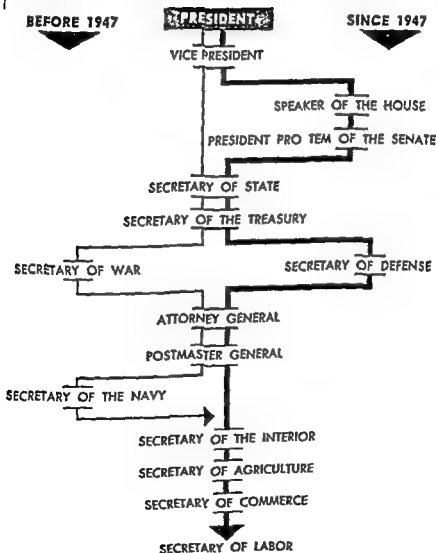 BEFORE 1947
PRESIDENT
SINCE 1947
VICE PRESIDENT
SPEAKER OF THE HOUSE
PRESIDENT PRO TEM OF THE SENATE
SECRETARY OF STATE
SECRETARY OF THE TREASURY
SECRETARY OF WAR
SECRETARY OF DEFENSE
ATTORNEY GENERAL
POSTMASTER GENERAL
SECRETARY OF THE NAVY
SECRETARY OF THE INTERIOR
SECRETARY OF AGRICULTURE
SECRETARY OF COMMERCE
SECRETARY OF LABOR